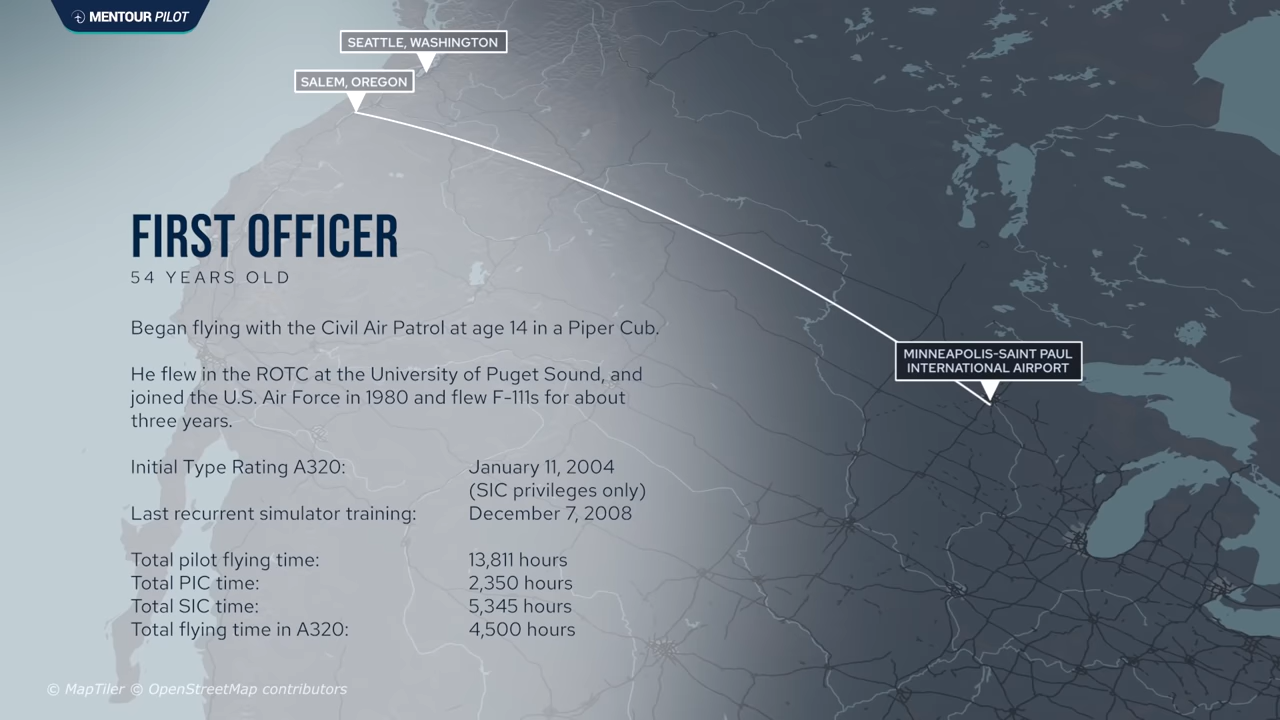 MENTOUR PILOT
SEATTLE, WASHINGTON
SALEM, OREGON
MINNEAPOLIS-SAINT PAUL
INTERNATIONAL AIRPORT
FIRST OFFICER
54 YEARS OLD
Began flying with the Civil Air Patrol at age 14 in a Piper Cub.
He flew in the ROTC at the University of Puget Sound, and
joined the U.S. Air Force in 1980 and flew F-111s for about
three years.
Initial Type Rating A320: January 11, 2004
(SIC privileges only)
Last recurrent simulator training: December 7, 2008
Total pilot flying time: 13,811 hours
Total PIC time: 2,350 hours
Total SIC time: 5,345 hours
Total flying time in A320: 4,500 hours
© MapTiler © OpenStreetMap contributors